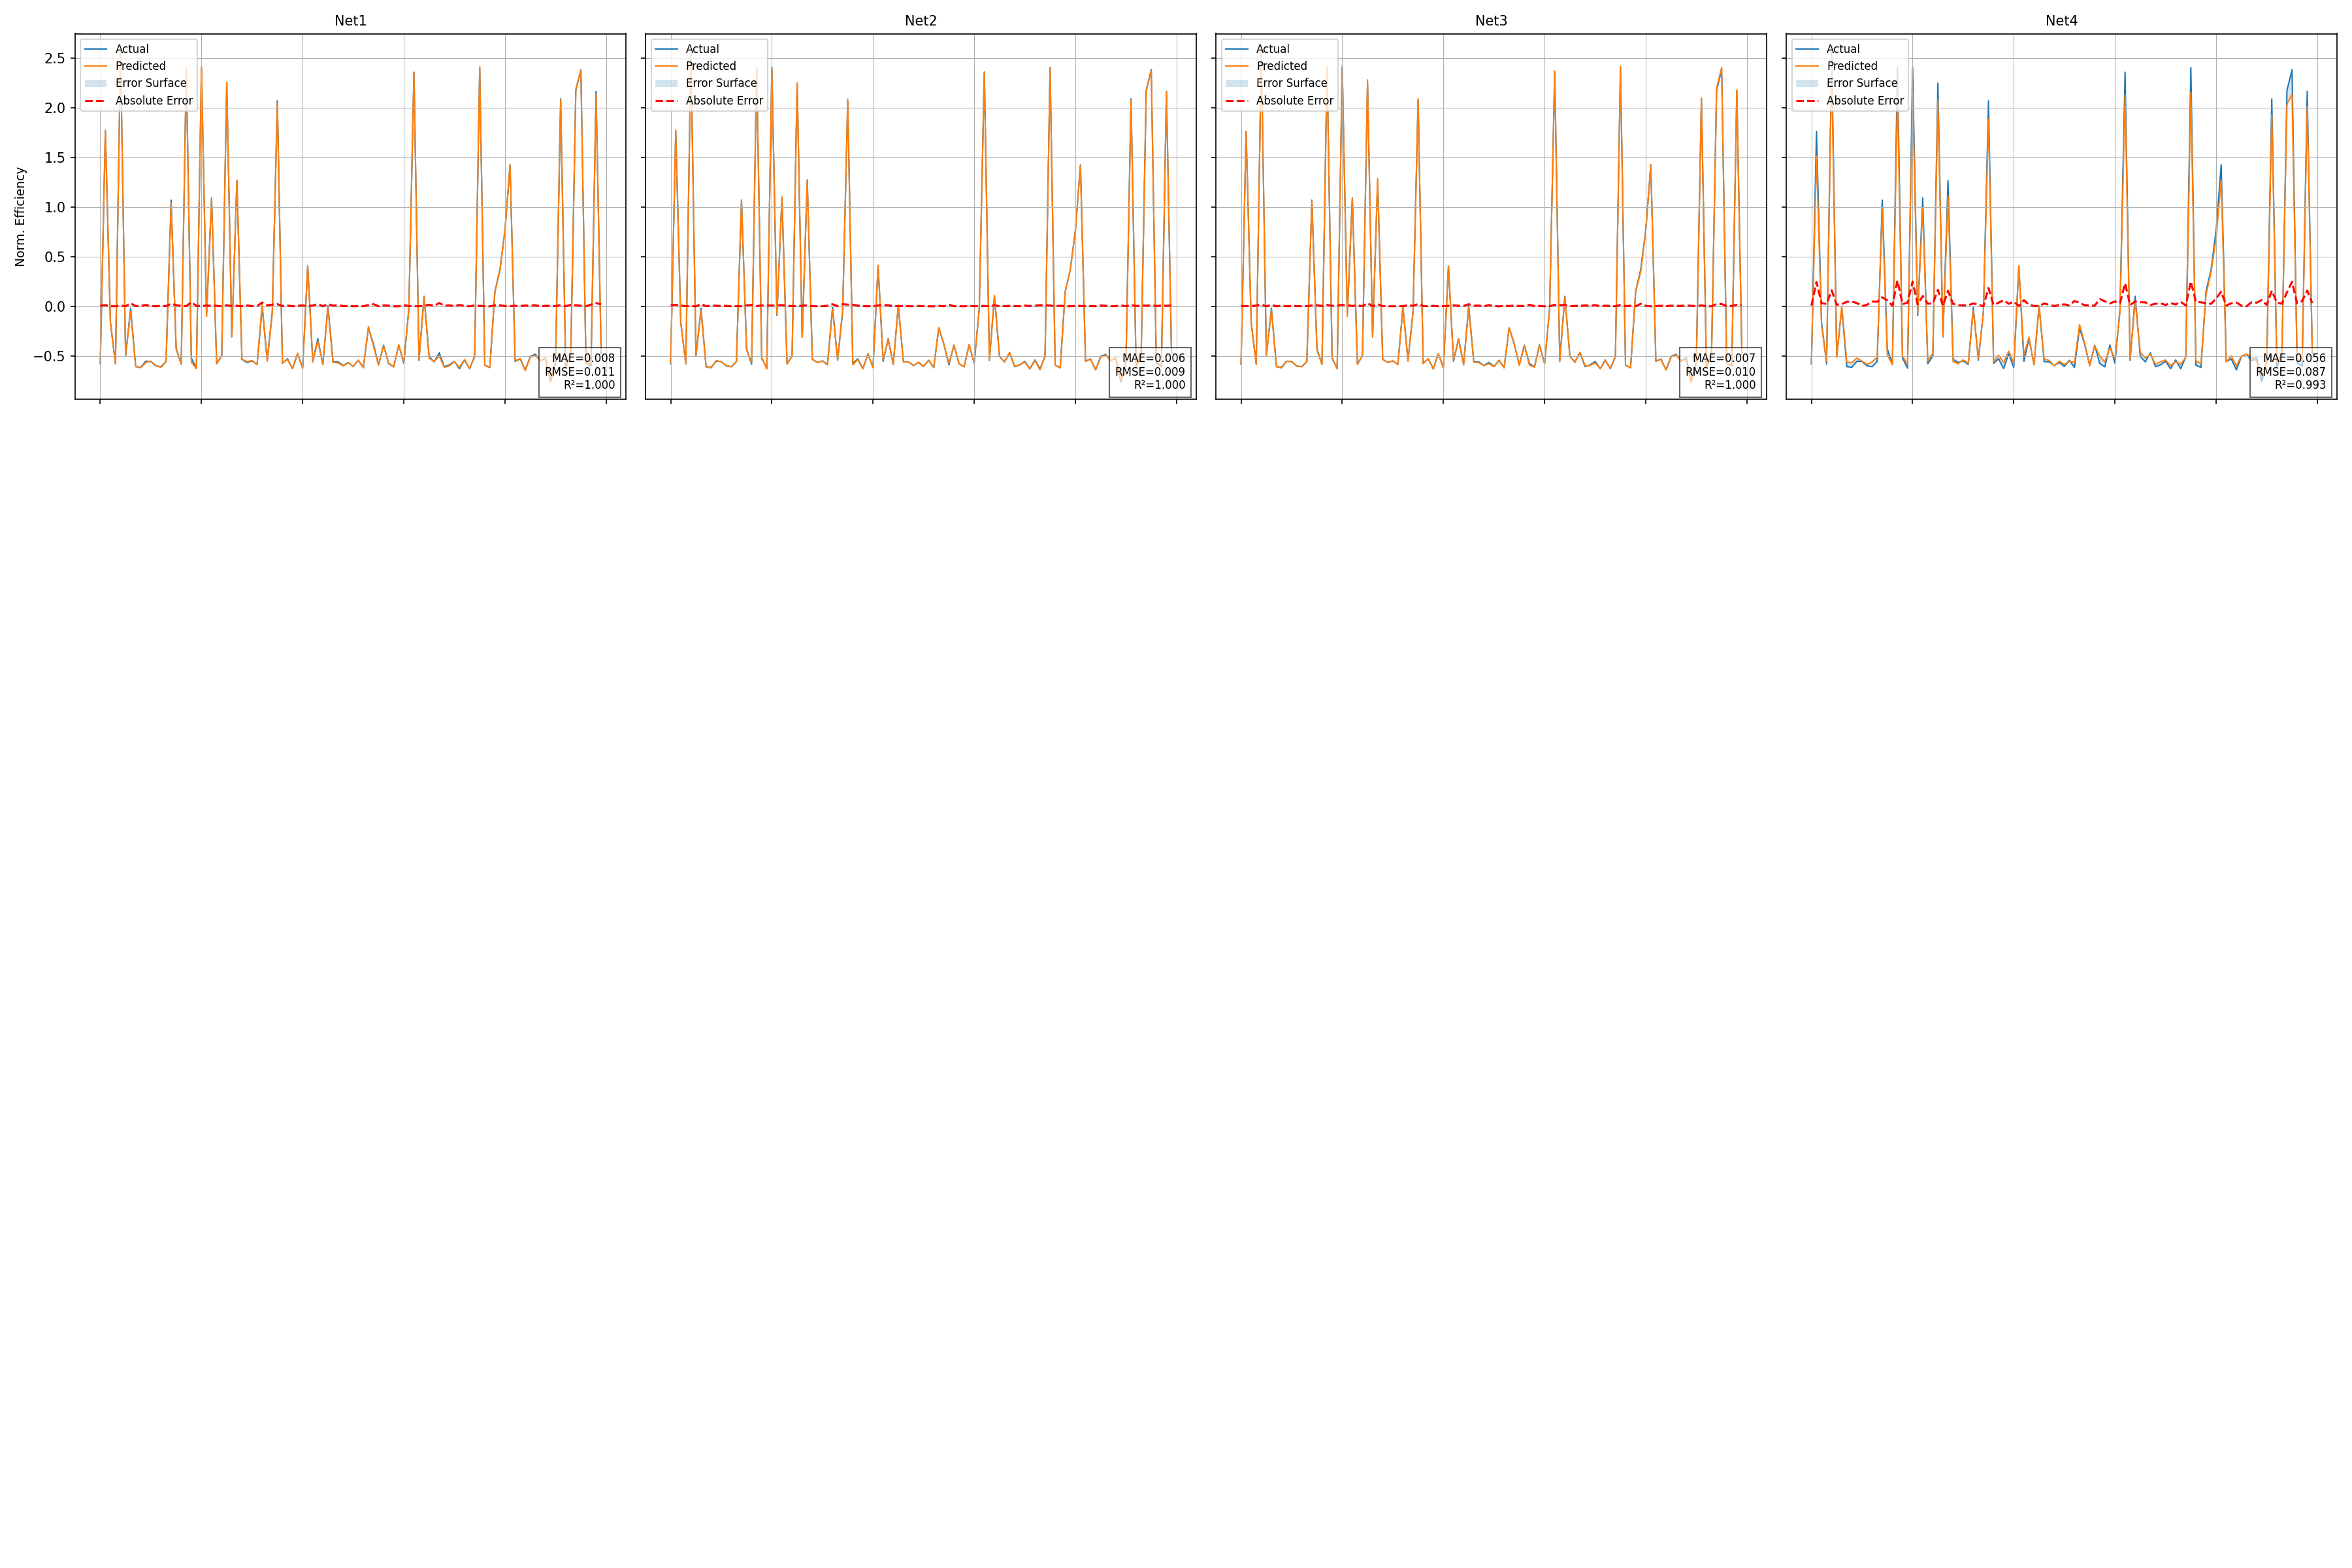 Net1
Net2
Net3
Net4
Norm. Efficiency
2.5
2.0
1.5
1.0
0.5
0.0
−0.5
Actual
Predicted
Error Surface
Absolute Error
MAE=0.008
RMSE=0.011
R²=1.000
Actual
Predicted
Error Surface
Absolute Error
MAE=0.006
RMSE=0.009
R²=1.000
Actual
Predicted
Error Surface
Absolute Error
MAE=0.007
RMSE=0.010
R²=1.000
Actual
Predicted
Error Surface
Absolute Error
MAE=0.056
RMSE=0.087
R²=0.993